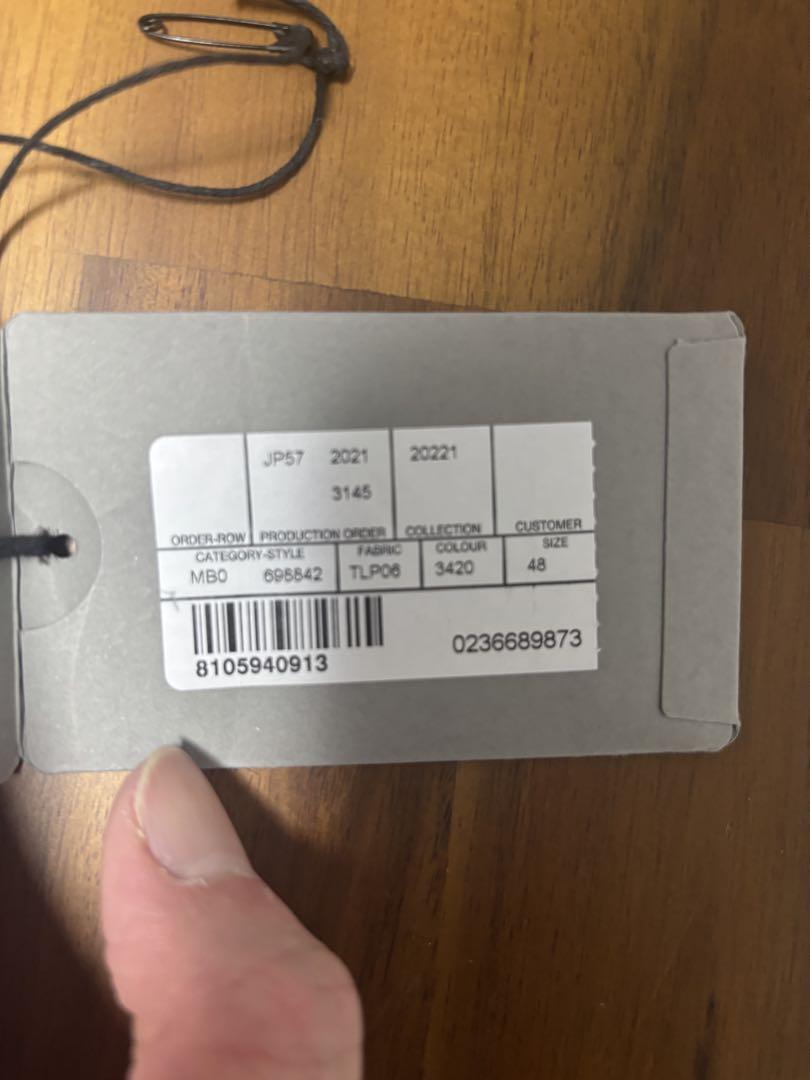 JP57 2021 20221
3145
ORDER-ROW PRODUCTION ORDER COLLECTION CUSTOMER
CATEGORY-STYLE FABRIC COLOUR SIZE
MB0 TLP06 3420 48
8105940913 0236689873